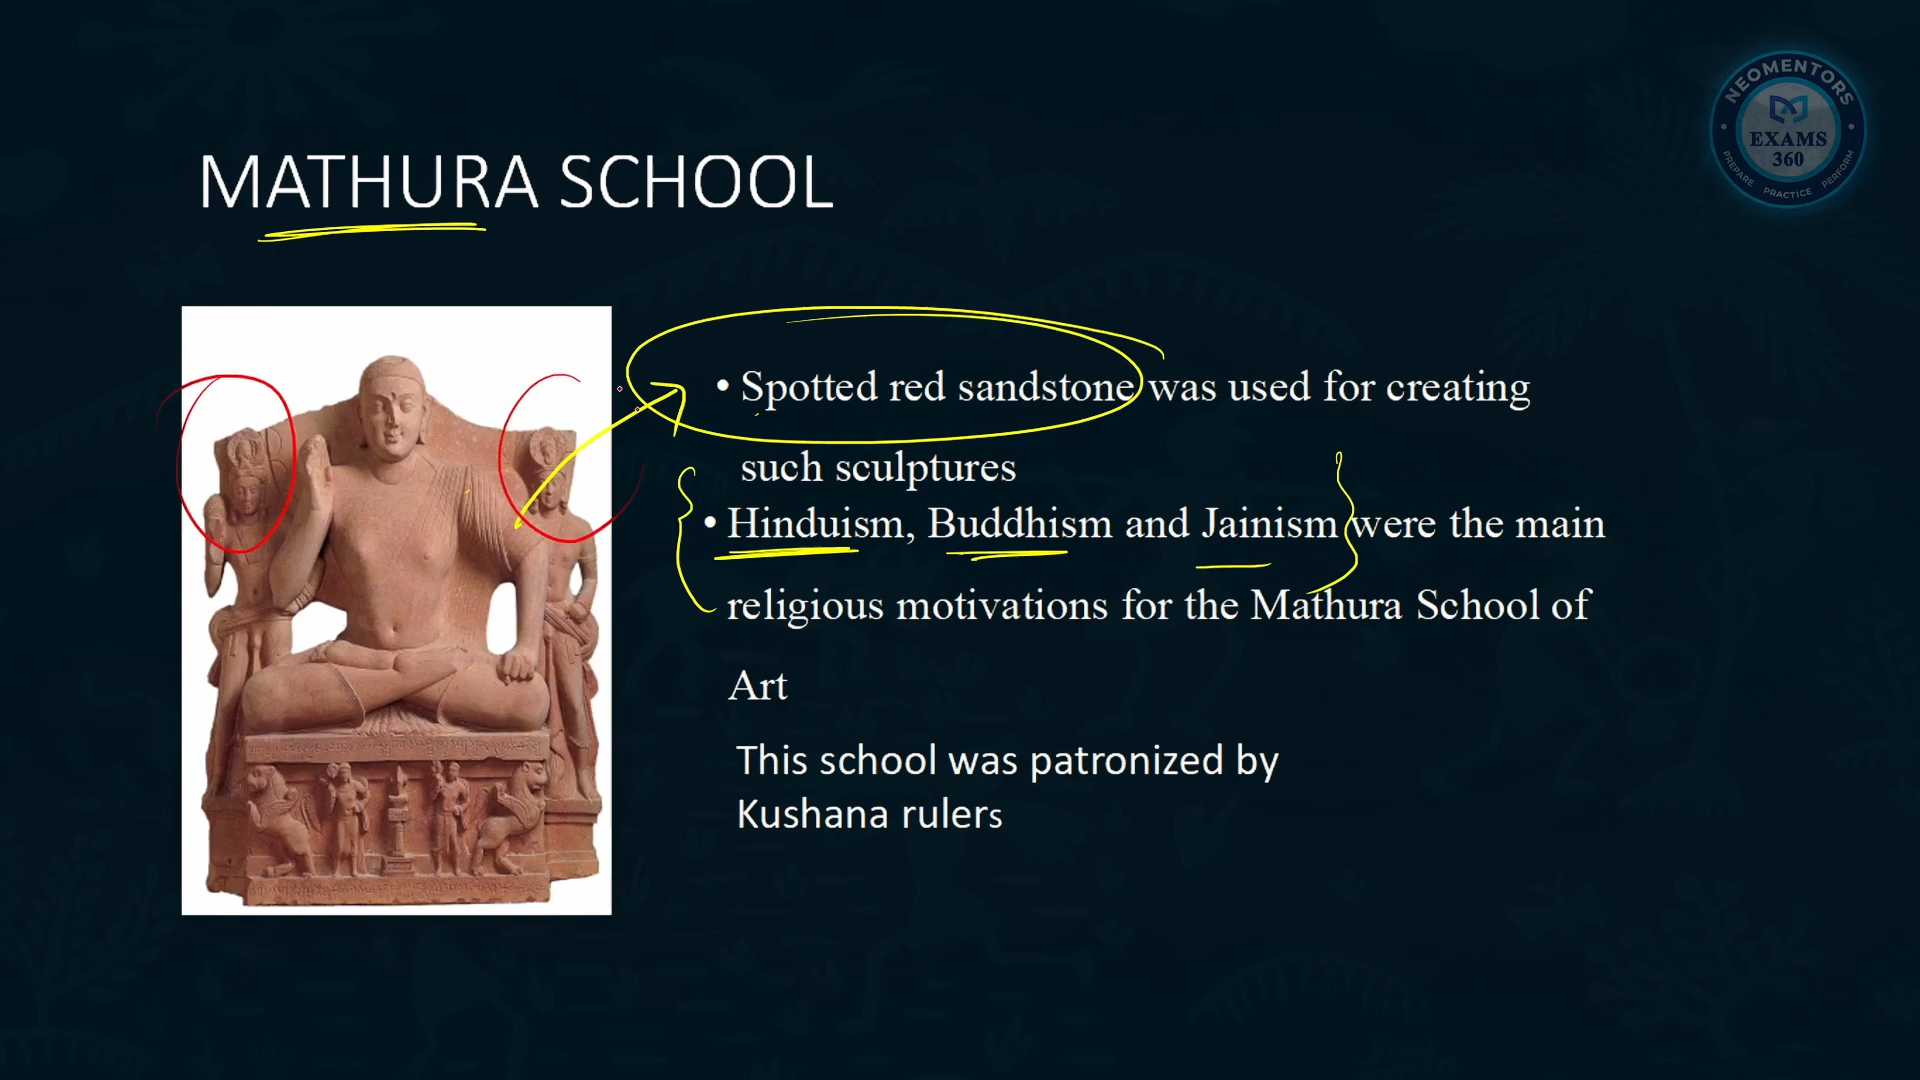 NEOMENTORS
EXAMS
360
PREPARE PRACTICE PERFORM
MATHURA SCHOOL
• Spotted red sandstone was used for creating
such sculptures
• Hinduism, Buddhism and Jainism were the main
religious motivations for the Mathura School of
Art
This school was patronized by
Kushana rulers